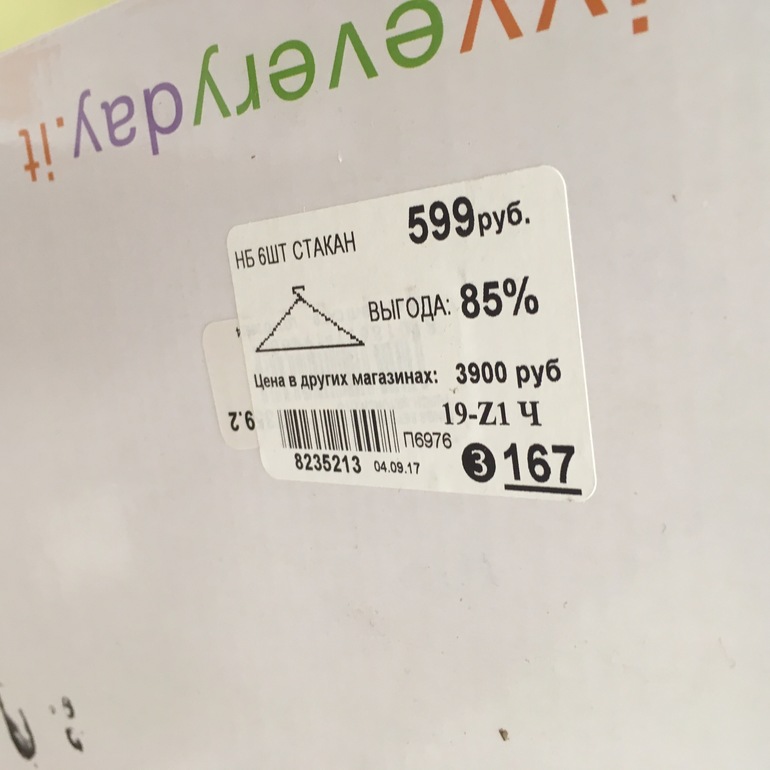 ivveveryday.it
НБ 6ШТ СТАКАН
599руб.
ВЫГОДА: 85%
Цена в других магазинах: 3900 руб
19-Z1 Ч
П6976
8235213 04.09.17
3 167
9.2